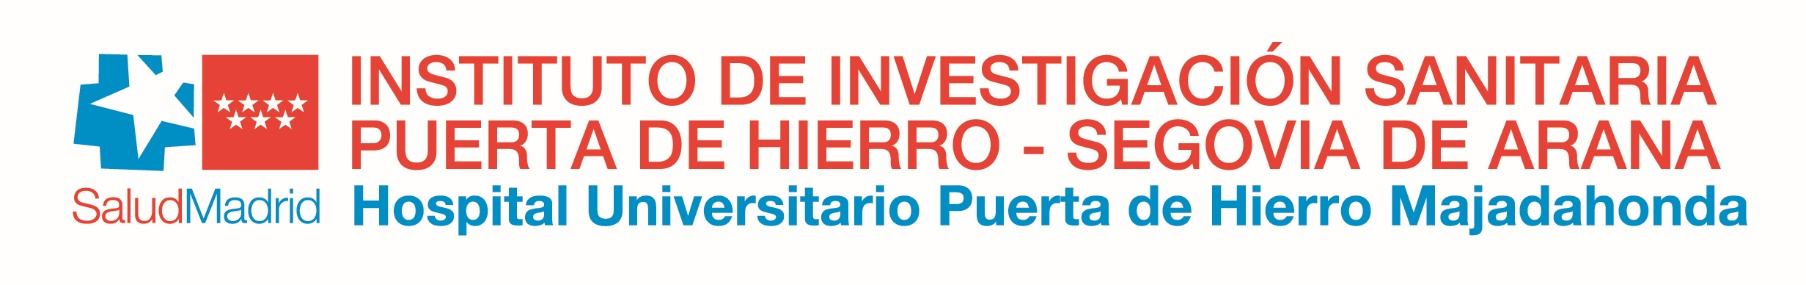 INSTITUTO DE INVESTIGACIÓN SANITARIA
PUERTA DE HIERRO - SEGOVIA DE ARANA
SaludMadrid
Hospital Universitario Puerta de Hierro Majadahonda